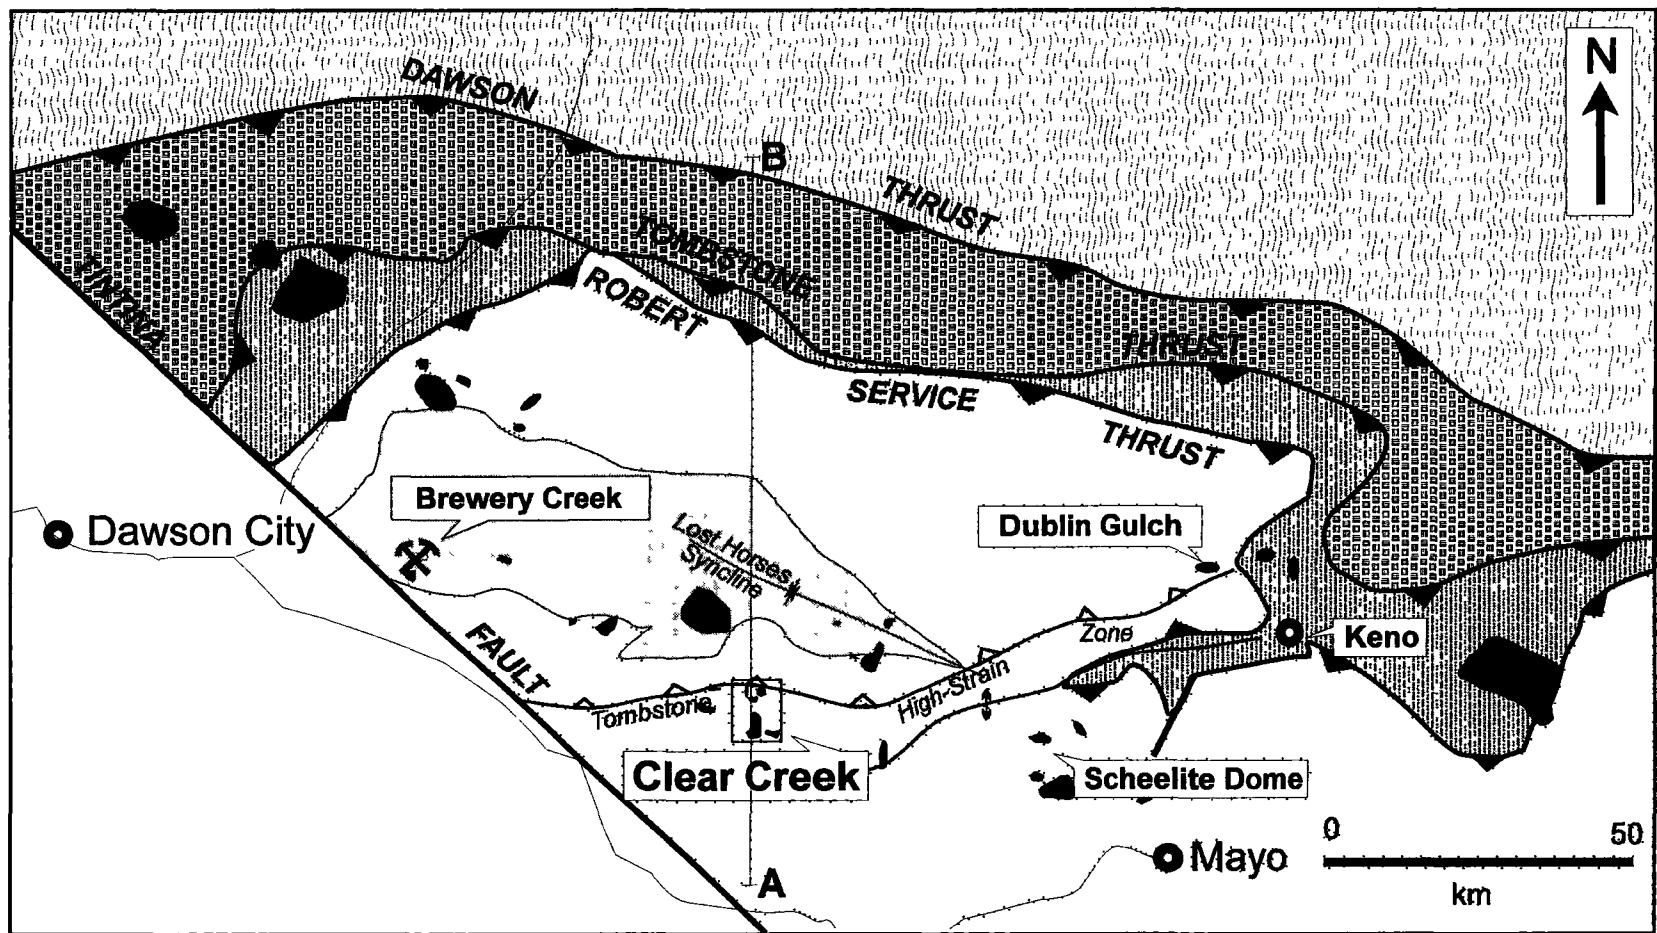 N
DAWSON
THRUST
B
TOMBSTONE
THRUST
TINTINA
FAULT
ROBERT
SERVICE
THRUST
Brewery Creek
Dawson City
Lost Horses
Syncline
Dublin Gulch
Keno
Tombstone
High-Strain
Zone
Clear Creek
Scheelite Dome
A
Mayo
0
50
km